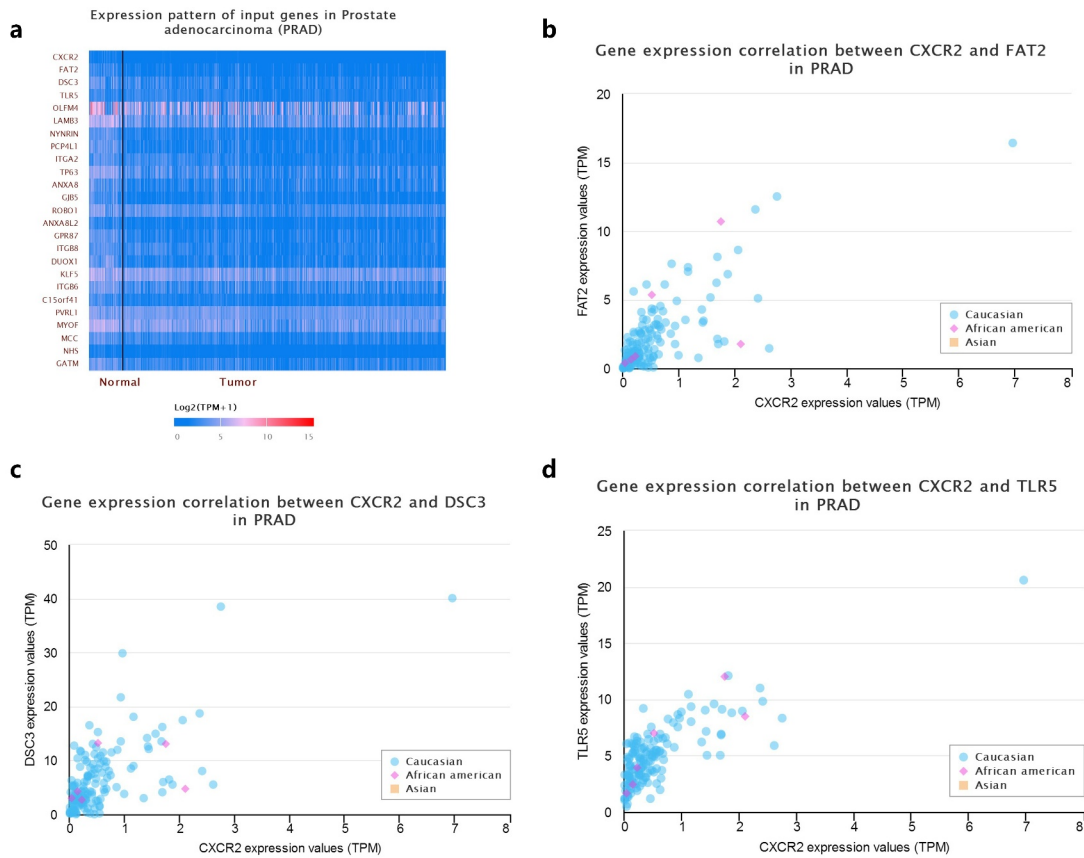 a
Expression pattern of input genes in Prostate
adenocarcinoma (PRAD)
CXCR2
FAT2
DSC3
TLR5
OLFM4
LAMB3
NYNRIN
PCP4L1
ITGA2
TP63
ANXA8
GJB5
ROBO1
ANXA8L2
GPR87
ITGB8
DUOX1
KLF5
ITGB6
C15orf41
PVRL1
MYOF
MCC
NHS
GATM
Normal Tumor
Log2(TPM+1)
0 5 10 15
b
Gene expression correlation between CXCR2 and FAT2
in PRAD
FAT2 expression values (TPM)
20
15
10
5
0
0 1 2 3 4 5 6 7 8
CXCR2 expression values (TPM)
Caucasian
African american
Asian
c
Gene expression correlation between CXCR2 and DSC3
in PRAD
DSC3 expression values (TPM)
50
40
30
20
10
0
0 1 2 3 4 5 6 7 8
CXCR2 expression values (TPM)
Caucasian
African american
Asian
d
Gene expression correlation between CXCR2 and TLR5
in PRAD
TLR5 expression values (TPM)
25
20
15
10
5
0
0 1 2 3 4 5 6 7 8
CXCR2 expression values (TPM)
Caucasian
African american
Asian